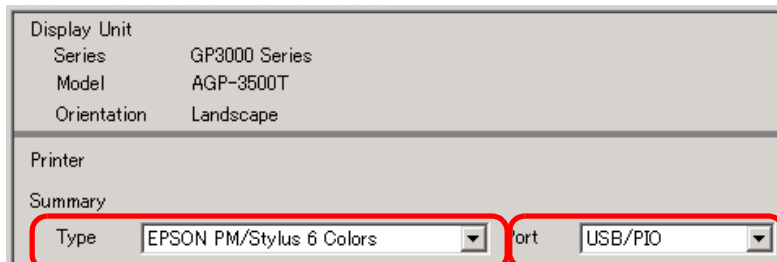 Display Unit
Series GP3000 Series
Model AGP-3500T
Orientation Landscape
Printer
Summary
Type EPSON PM/Stylus 6 Colors Port USB/PIO